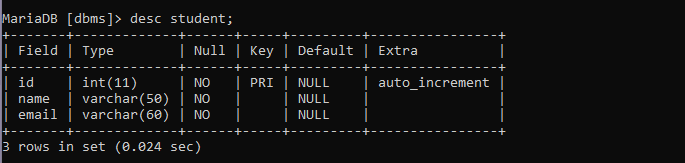 MariaDB [dbms]> desc student;
+-------+-------------+------+-----+---------+----------------+
| Field | Type        | Null | Key | Default | Extra          |
+-------+-------------+------+-----+---------+----------------+
| id    | int(11)     | NO   | PRI | NULL    | auto_increment |
| name  | varchar(50) | NO   |     | NULL    |                |
| email | varchar(60) | NO   |     | NULL    |                |
+-------+-------------+------+-----+---------+----------------+
3 rows in set (0.024 sec)